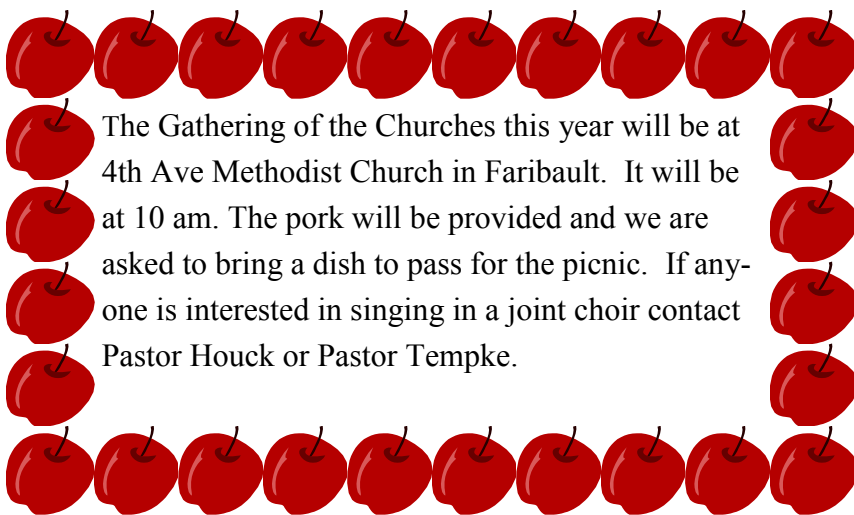 The Gathering of the Churches this year will be at
4th Ave Methodist Church in Faribault.  It will be
at 10 am. The pork will be provided and we are
asked to bring a dish to pass for the picnic.  If any-
one is interested in singing in a joint choir contact
Pastor Houck or Pastor Tempke.